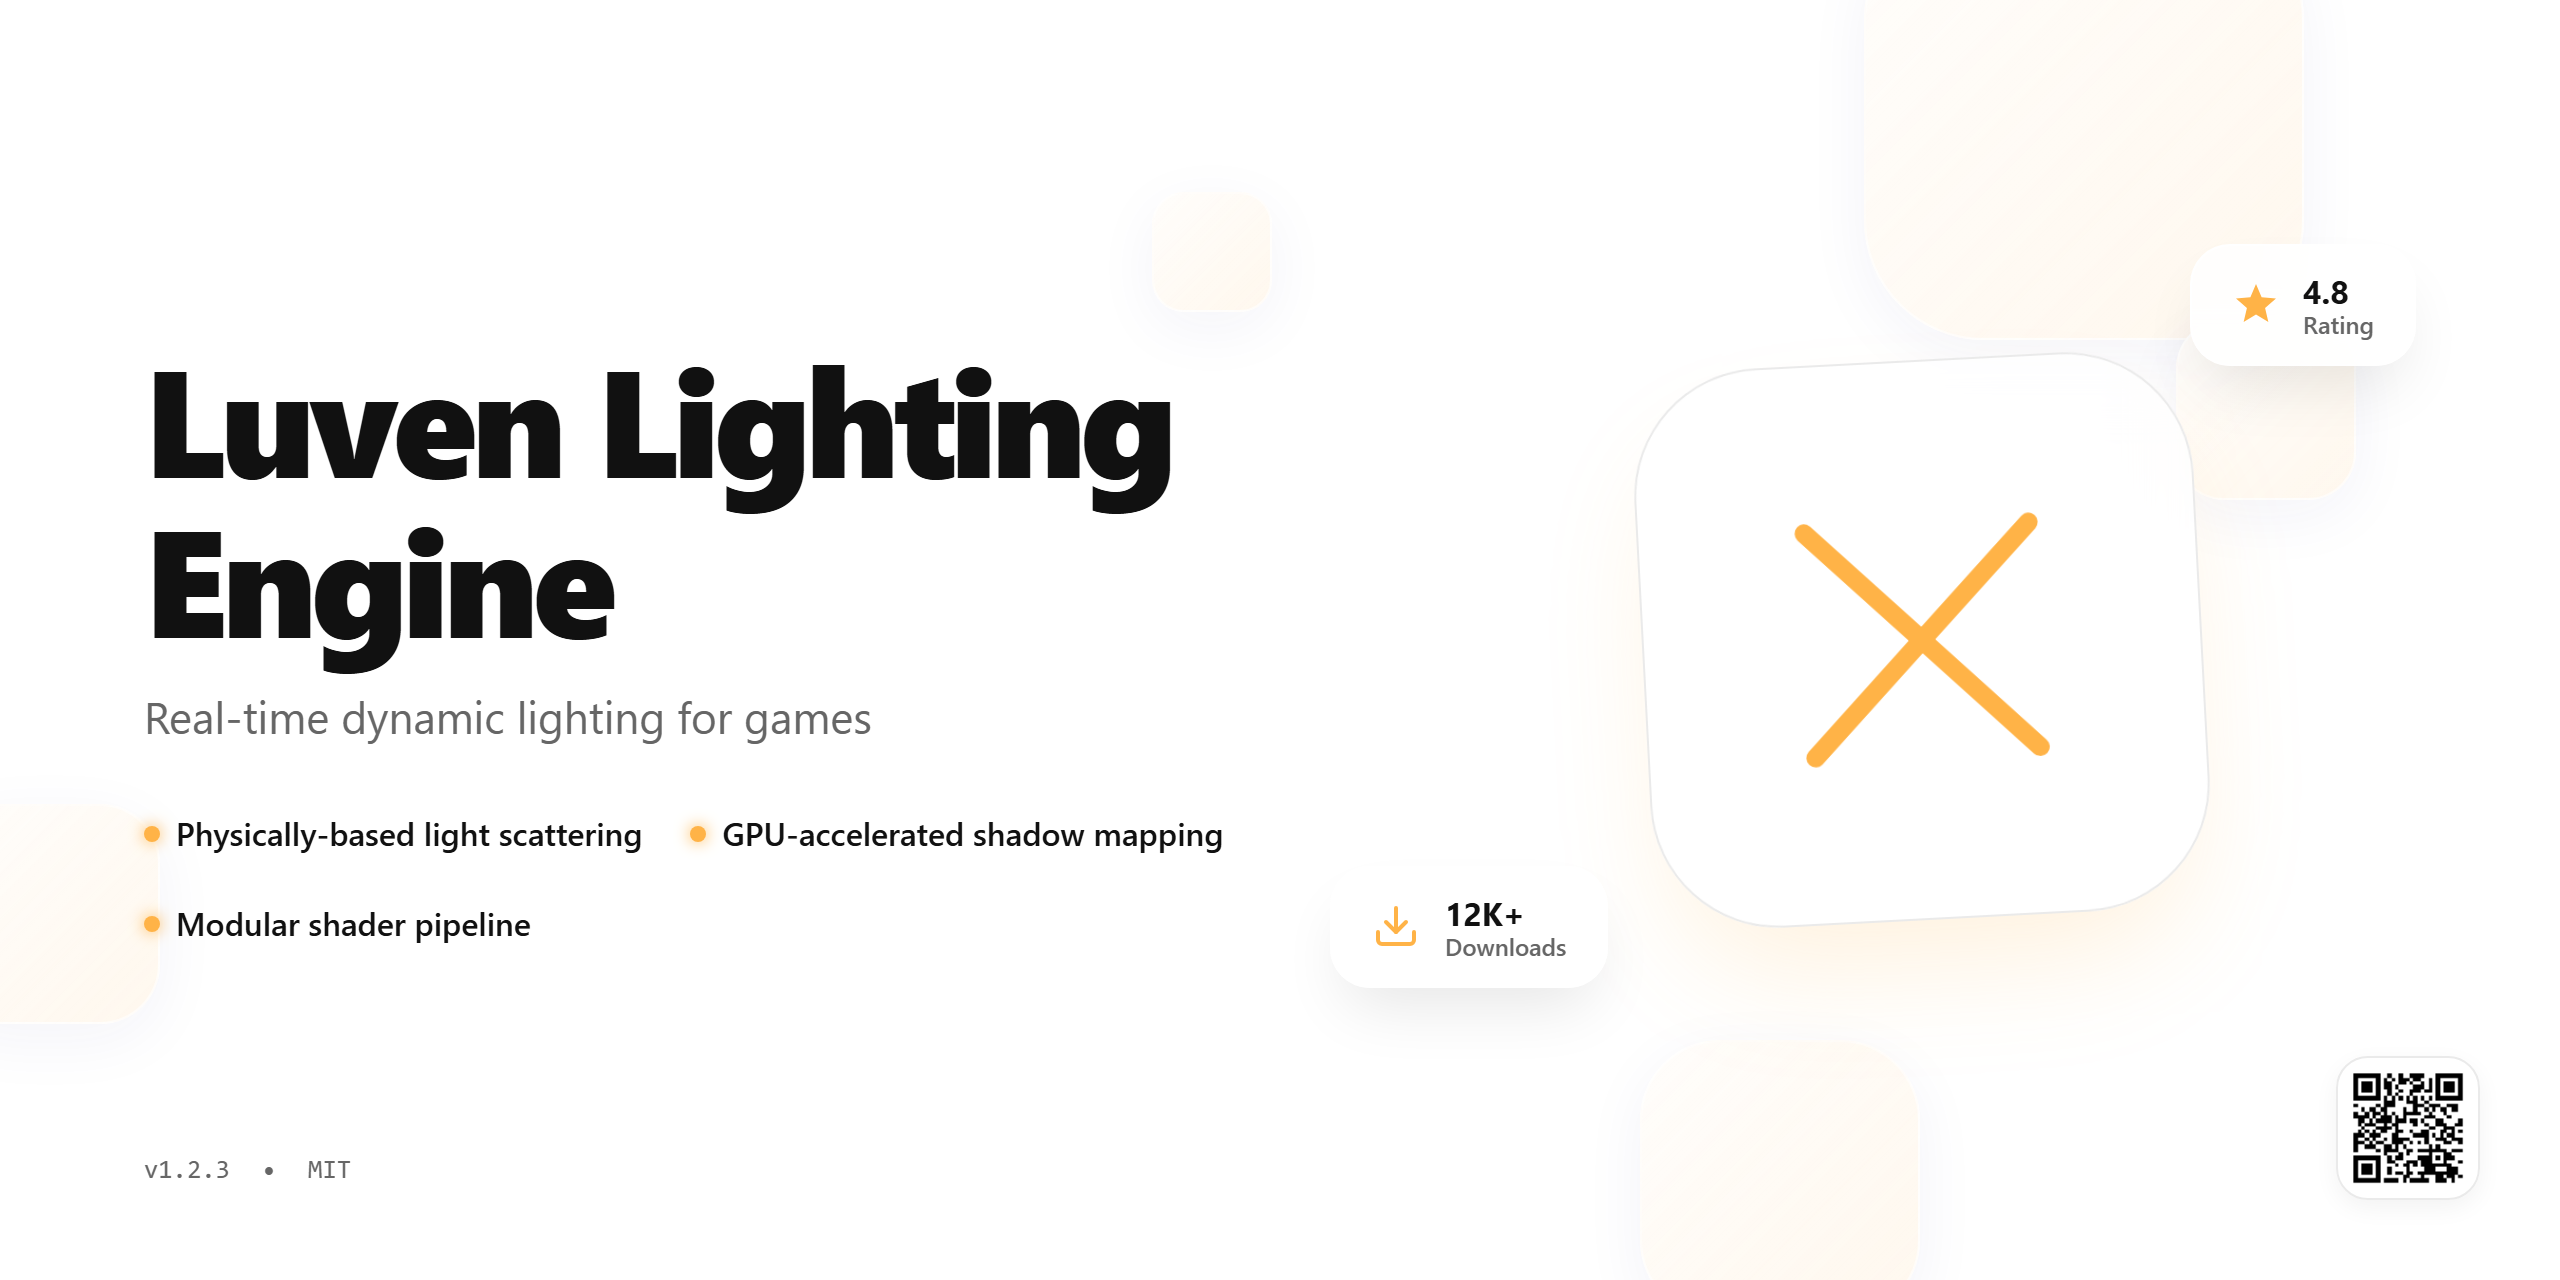 Luven Lighting
Engine
Real-time dynamic lighting for games
Physically-based light scattering
GPU-accelerated shadow mapping
Modular shader pipeline
4.8
Rating
12K+
Downloads
v1.2.3 • MIT